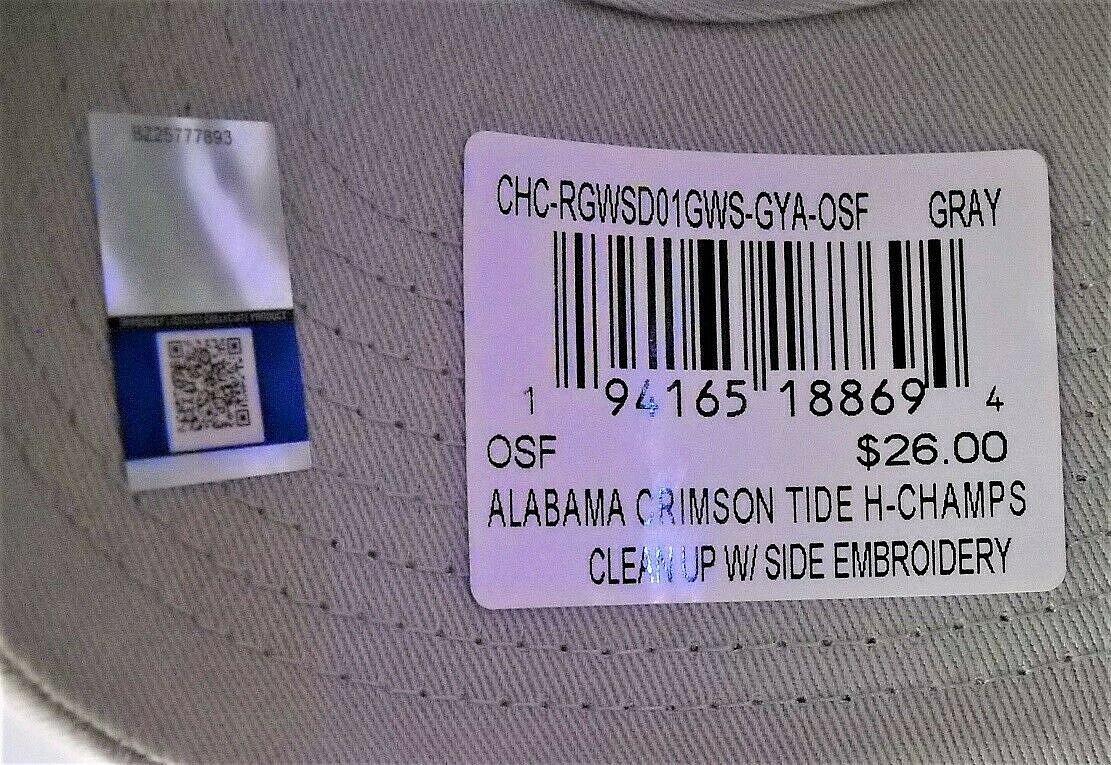 BZ25777893
CHC-RGWSD01GWS-GYA-OSF GRAY
1 94165 18869 4
OSF $26.00
ALABAMA CRIMSON TIDE H-CHAMPS
CLEAN UP W/ SIDE EMBROIDERY